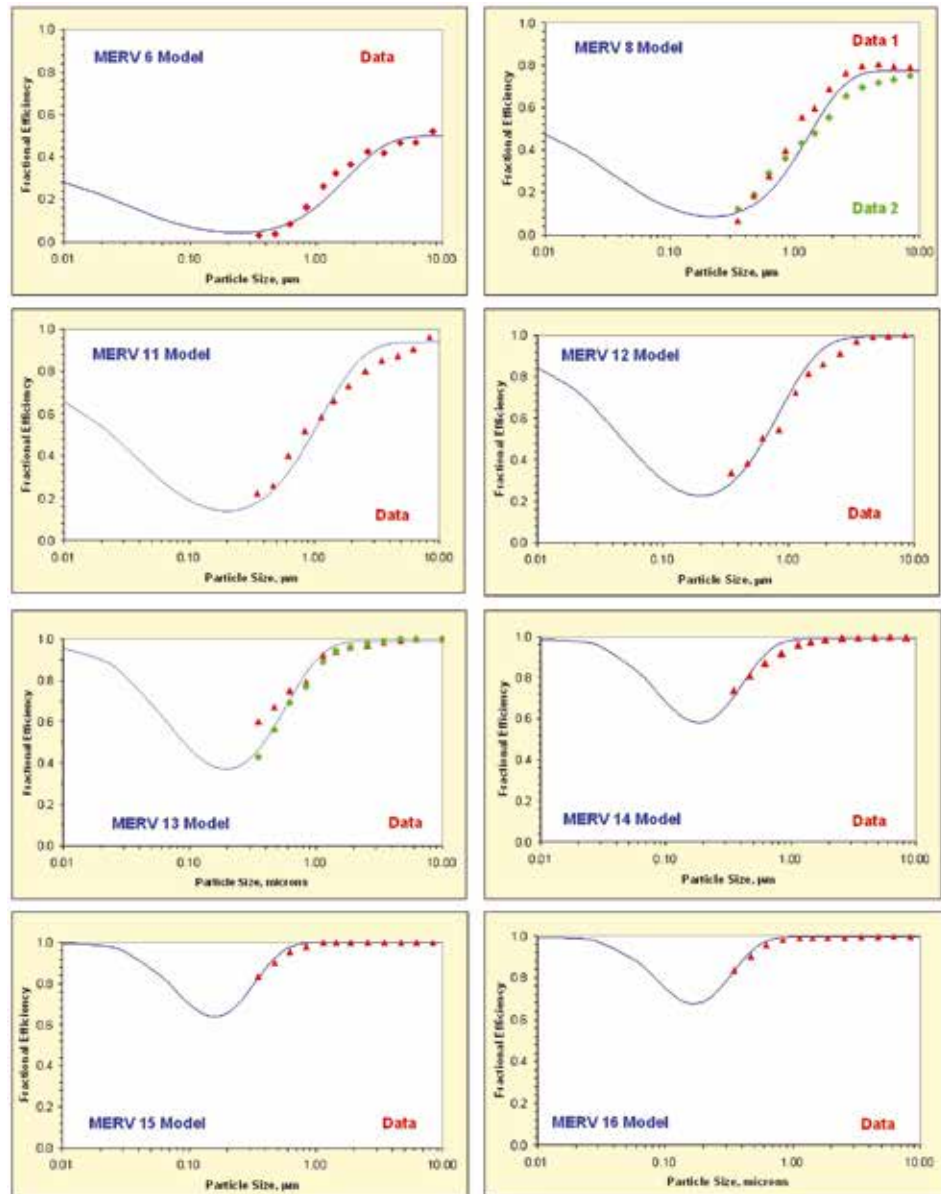 MERV 6 Model
Data
Fractional Efficiency
1.0
0.8
0.6
0.4
0.2
0.0
0.01 0.10 1.00 10.00
Particle Size, µm
MERV 8 Model
Data 1
Data 2
Fractional Efficiency
1.0
0.8
0.6
0.4
0.2
0.0
0.01 0.10 1.00 10.00
Particle Size, µm
MERV 11 Model
Data
Fractional Efficiency
1.0
0.8
0.6
0.4
0.2
0.0
0.01 0.10 1.00 10.00
Particle Size, µm
MERV 12 Model
Data
Fractional Efficiency
1.0
0.8
0.6
0.4
0.2
0.0
0.01 0.10 1.00 10.00
Particle Size, µm
MERV 13 Model
Data
Fractional Efficiency
1.0
0.8
0.6
0.4
0.2
0.0
0.01 0.10 1.00 10.00
Particle Size, microns
MERV 14 Model
Data
Fractional Efficiency
1.0
0.8
0.6
0.4
0.2
0.0
0.01 0.10 1.00 10.00
Particle Size, µm
MERV 15 Model
Data
Fractional Efficiency
1.0
0.8
0.6
0.4
0.2
0.0
0.01 0.10 1.00 10.00
Particle Size, µm
MERV 16 Model
Data
Fractional Efficiency
1.0
0.8
0.6
0.4
0.2
0.0
0.01 0.10 1.00 10.00
Particle Size, microns